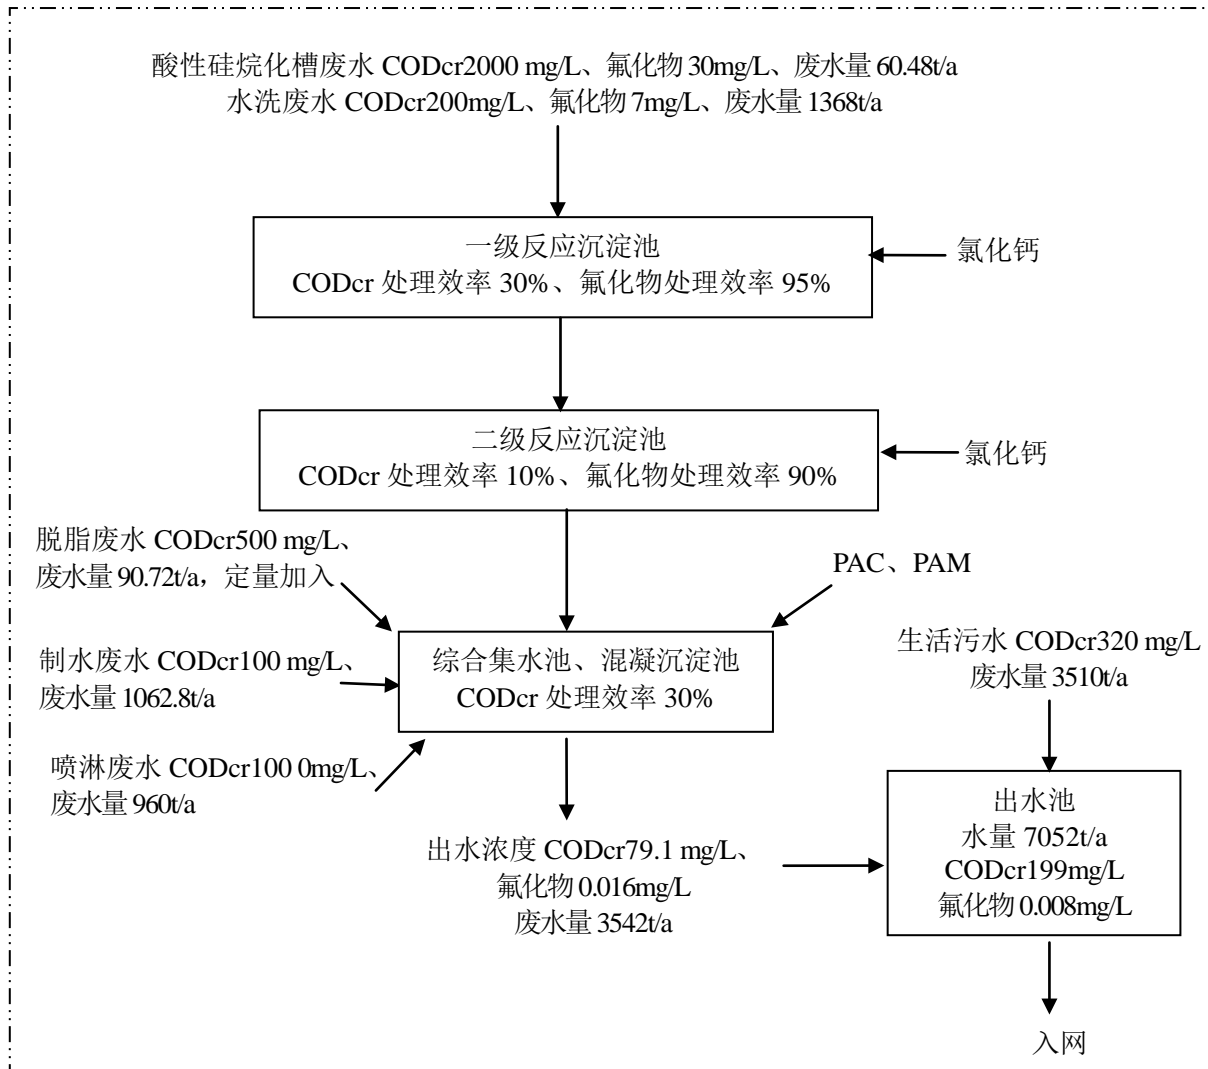 酸性硅烷化槽废水 CODcr2000 mg/L、氟化物 30mg/L、废水量 60.48t/a
水洗废水 CODcr200mg/L、氟化物 7mg/L、废水量 1368t/a
一级反应沉淀池
CODcr 处理效率 30%、氟化物处理效率 95%
氯化钙
二级反应沉淀池
CODcr 处理效率 10%、氟化物处理效率 90%
氯化钙
脱脂废水 CODcr500 mg/L、
废水量 90.72t/a，定量加入
PAC、PAM
制水废水 CODcr100 mg/L、
废水量 1062.8t/a
综合集水池、混凝沉淀池
CODcr 处理效率 30%
生活污水 CODcr320 mg/L
废水量 3510t/a
喷淋废水 CODcr100 0mg/L、
废水量 960t/a
出水浓度 CODcr79.1 mg/L、
氟化物 0.016mg/L
废水量 3542t/a
出水池
水量 7052t/a
CODcr199mg/L
氟化物 0.008mg/L
入网